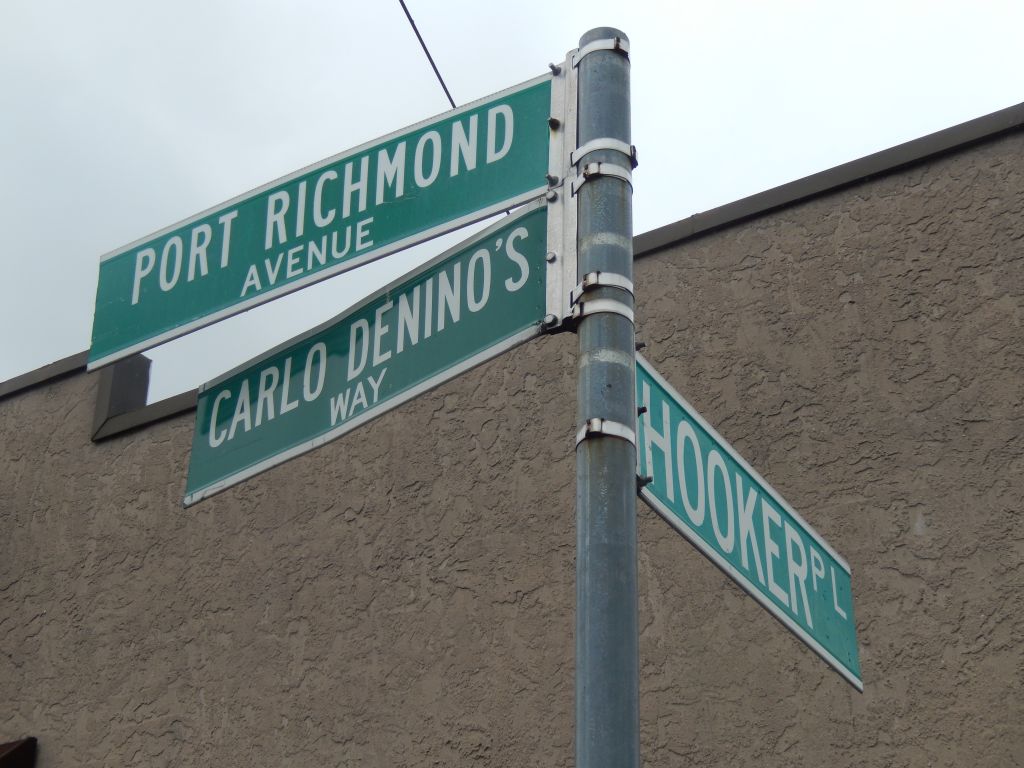 PORT RICHMOND
AVENUE
CARLO DENINO'S
WAY
HOOKER PL